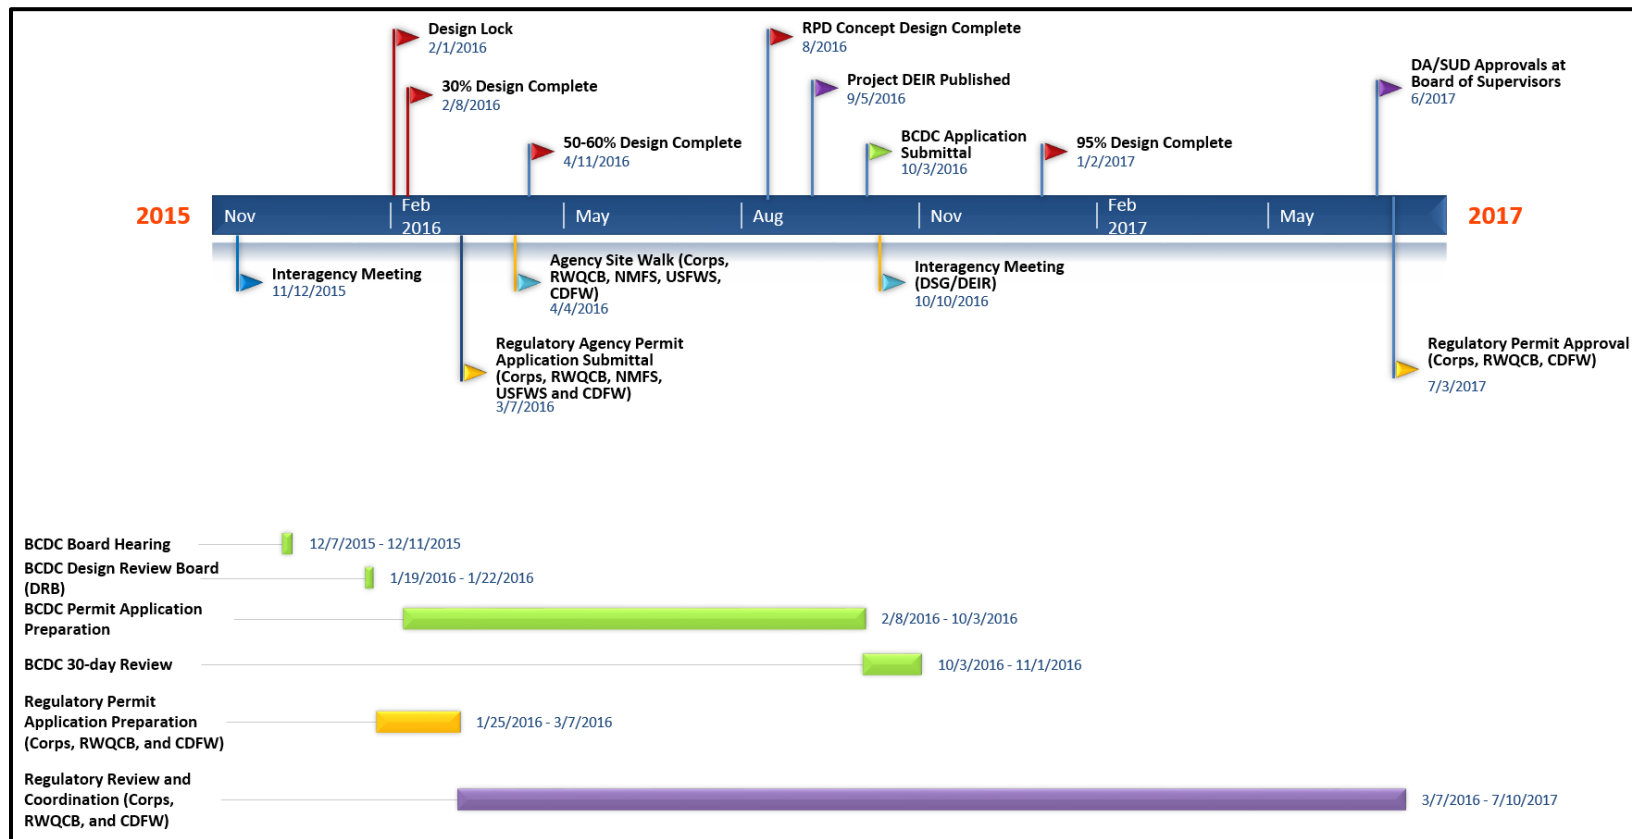 Design Lock
2/1/2016
30% Design Complete
2/8/2016
50-60% Design Complete
4/11/2016
RPD Concept Design Complete
8/2016
Project DEIR Published
9/5/2016
BCDC Application
Submittal
10/3/2016
95% Design Complete
1/2/2017
DA/SUD Approvals at
Board of Supervisors
6/2017
2015
Nov
Feb
2016
May
Aug
Nov
Feb
2017
May
2017
Interagency Meeting
11/12/2015
Agency Site Walk (Corps,
RWQCB, NMFS, USFWS,
CDFW)
4/4/2016
Regulatory Agency Permit
Application Submittal
(Corps, RWQCB, NMFS,
USFWS and CDFW)
3/7/2016
Interagency Meeting
(DSG/DEIR)
10/10/2016
Regulatory Permit Approval
(Corps, RWQCB, CDFW)
7/3/2017
BCDC Board Hearing
12/7/2015 - 12/11/2015
BCDC Design Review Board
(DRB)
1/19/2016 - 1/22/2016
BCDC Permit Application
Preparation
2/8/2016 - 10/3/2016
BCDC 30-day Review
10/3/2016 - 11/1/2016
Regulatory Permit
Application Preparation
(Corps, RWQCB, and CDFW)
1/25/2016 - 3/7/2016
Regulatory Review and
Coordination (Corps,
RWQCB, and CDFW)
3/7/2016 - 7/10/2017